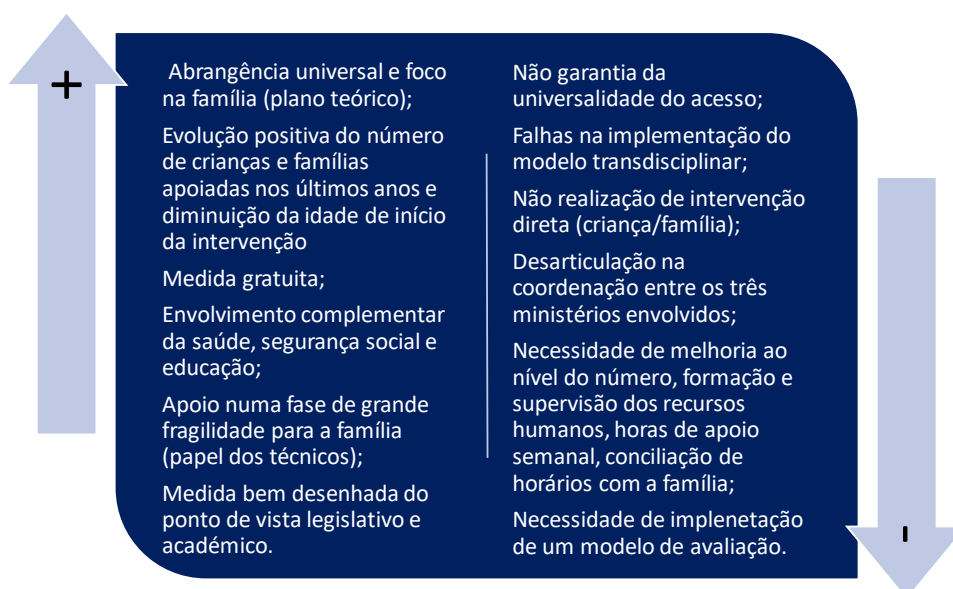 +
Abrangência universal e foco
na família (plano teórico);
Evolução positiva do número
de crianças e famílias
apoiadas nos últimos anos e
diminuição da idade de início
da intervenção
Medida gratuita;
Envolvimento complementar
da saúde, segurança social e
educação;
Apoio numa fase de grande
fragilidade para a família
(papel dos técnicos);
Medida bem desenhada do
ponto de vista legislativo e
académico.
Não garantia da
universalidade do acesso;
Falhas na implementação do
modelo transdisciplinar;
Não realização de intervenção
direta (criança/família);
Desarticulação na
coordenação entre os três
ministérios envolvidos;
Necessidade de melhoria ao
nível do número, formação e
supervisão dos recursos
humanos, horas de apoio
semanal, conciliação de
horários com a família;
Necessidade de implenetação
de um modelo de avaliação.
-